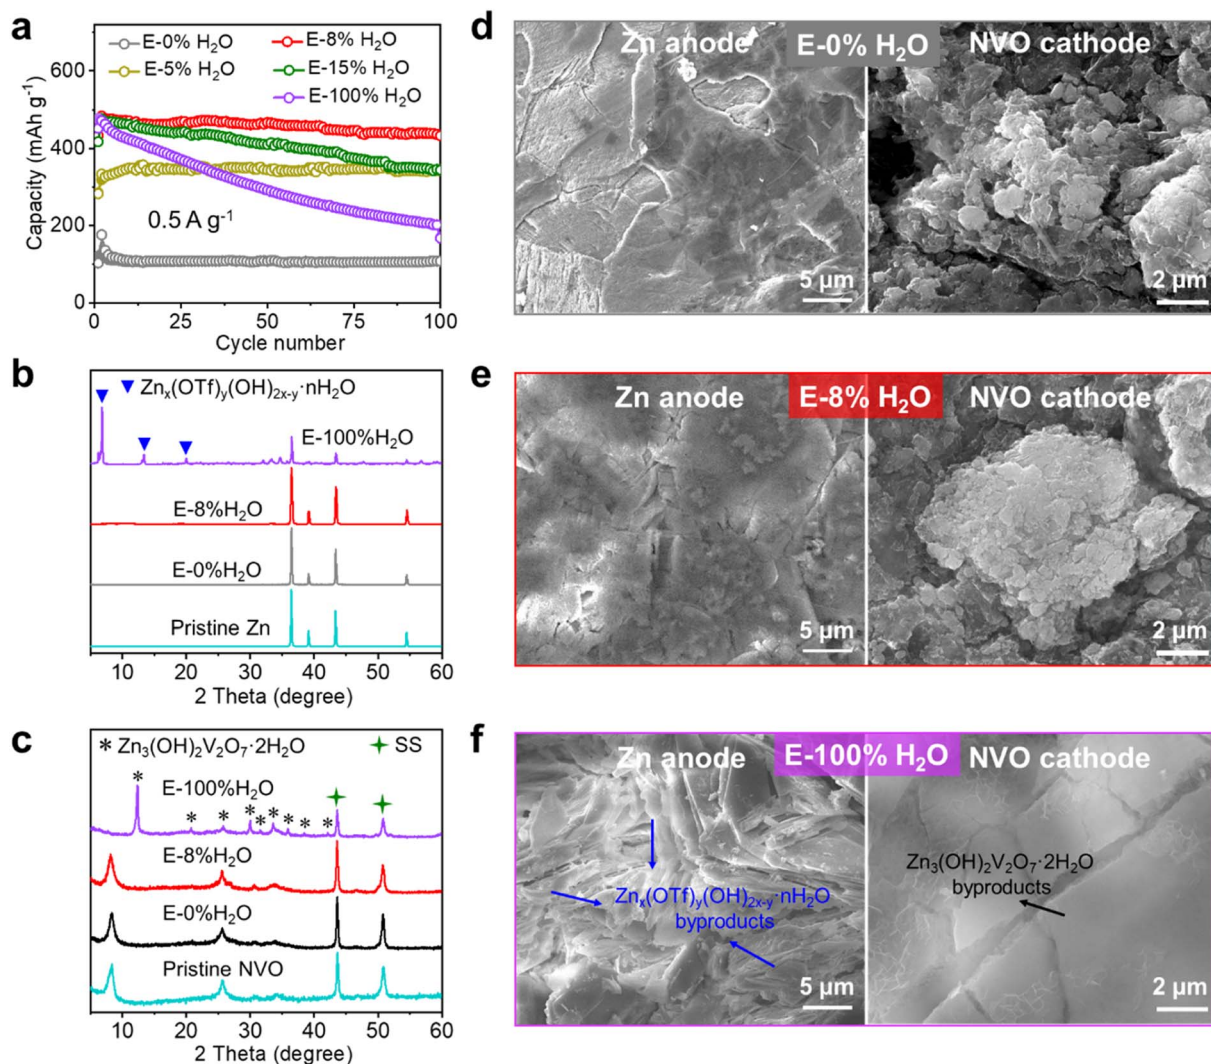 a
E-0% H₂O
E-8% H₂O
E-5% H₂O
E-15% H₂O
E-100% H₂O
Capacity (mAh g⁻¹)
600
400
200
0
0.5 A g⁻¹
0 25 50 75 100
Cycle number
b
Znₓ(OTf)ᵧ(OH)₂ₓ₋ᵧ·nH₂O
E-100%H₂O
E-8%H₂O
E-0%H₂O
Pristine Zn
Intensity (a.u.)
10 20 30 40 50 60
2 Theta (degree)
c
* Zn₃(OH)₂V₂O₇·2H₂O
SS
* * * * * * * * *
E-100%H₂O
E-8%H₂O
E-0%H₂O
Pristine NVO
Intensity (a.u.)
10 20 30 40 50 60
2 Theta (degree)
d
Zn anode
E-0% H₂O
NVO cathode
5 μm
2 μm
e
Zn anode
E-8% H₂O
NVO cathode
5 μm
2 μm
f
Zn anode
E-100% H₂O
NVO cathode
Znₓ(OTf)ᵧ(OH)₂ₓ₋ᵧ·nH₂O
byproducts
Zn₃(OH)₂V₂O₇·2H₂O
byproducts
5 μm
2 μm